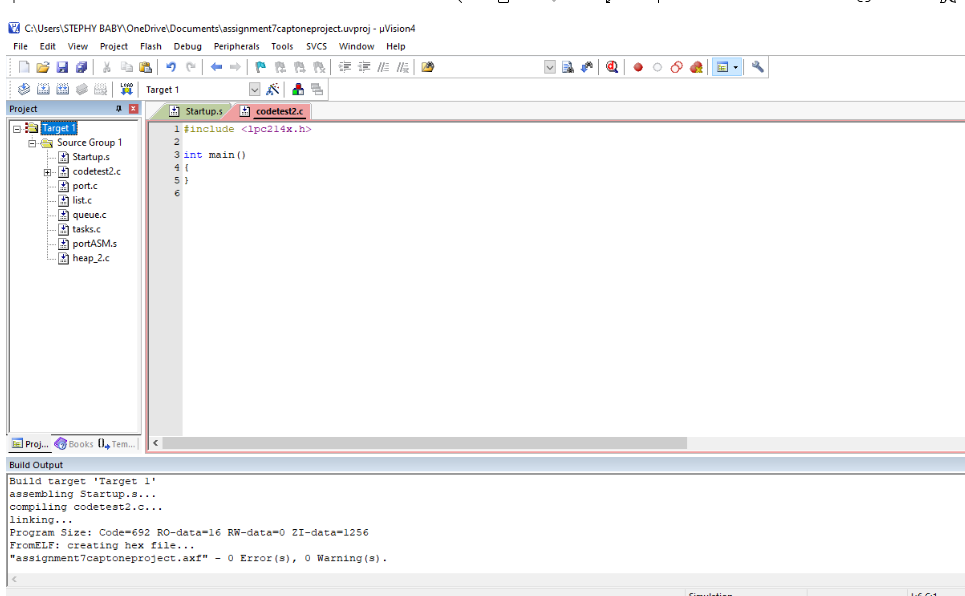 C:\Users\STEPHY BABY\OneDrive\Documents\assignment7captoneproject.uvproj - µVision4
File Edit View Project Flash Debug Peripherals Tools SVCS Window Help
Target 1
Project
Startup.s codetest2.c
Target 1
Source Group 1
Startup.s
codetest2.c
port.c
list.c
queue.c
tasks.c
portASM.s
heap_2.c
1 #include <lpc214x.h>
2
3 int main()
4 {
5 }
6
Proj... Books Tem...
Build Output
Build target 'Target 1'
assembling Startup.s...
compiling codetest2.c...
linking...
Program Size: Code=692 RO-data=16 RW-data=0 ZI-data=1256
FromELF: creating hex file...
"assignment7captoneproject.axf" - 0 Error(s), 0 Warning(s).
Simulation